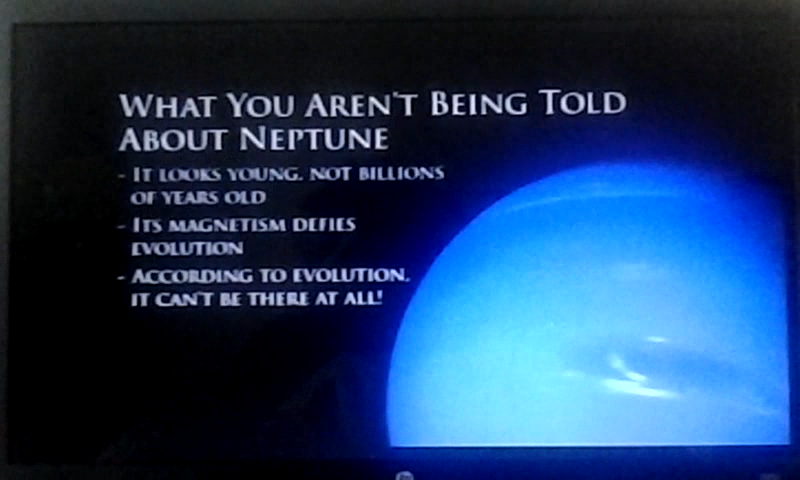 What You Aren't Being Told
About Neptune
- It looks young, not billions
of years old
- Its magnetism defies
evolution
- According to evolution,
it can't be there at all!